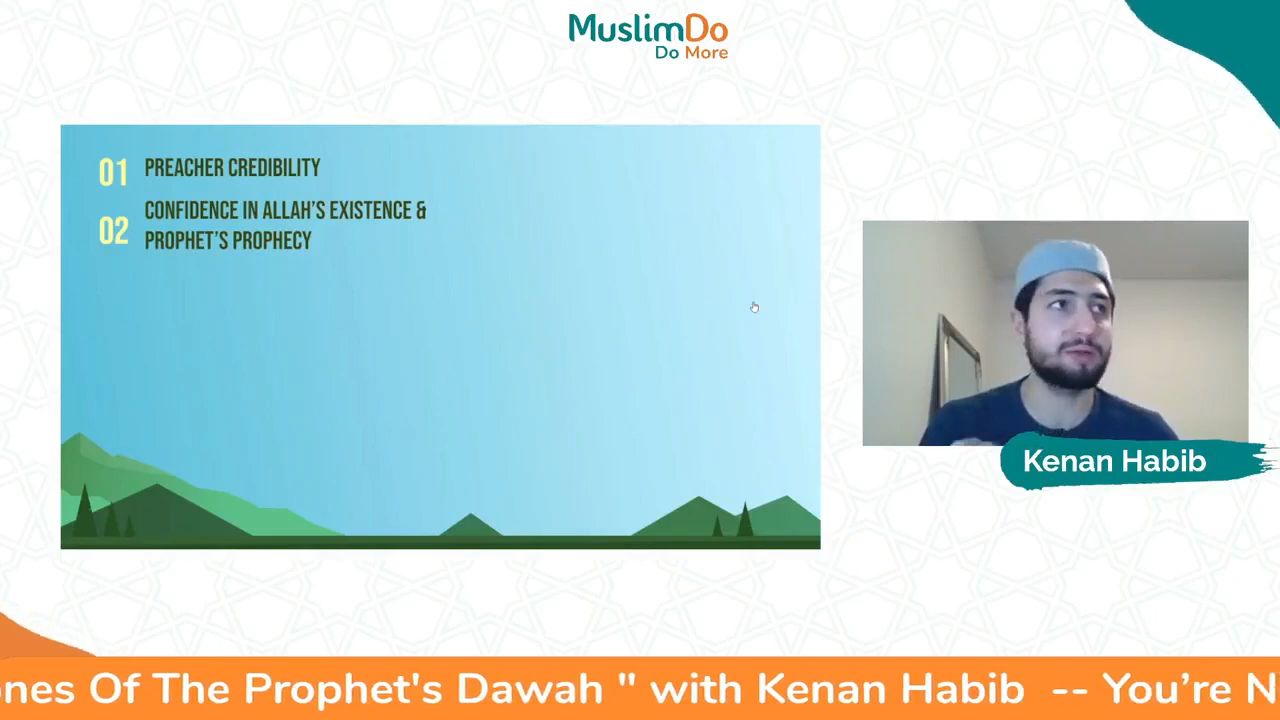 MuslimDo
Do More
01 PREACHER CREDIBILITY
02 CONFIDENCE IN ALLAH'S EXISTENCE &
PROPHET'S PROPHECY
Kenan Habib
Of The Prophet's Dawah " with Kenan Habib -- You're